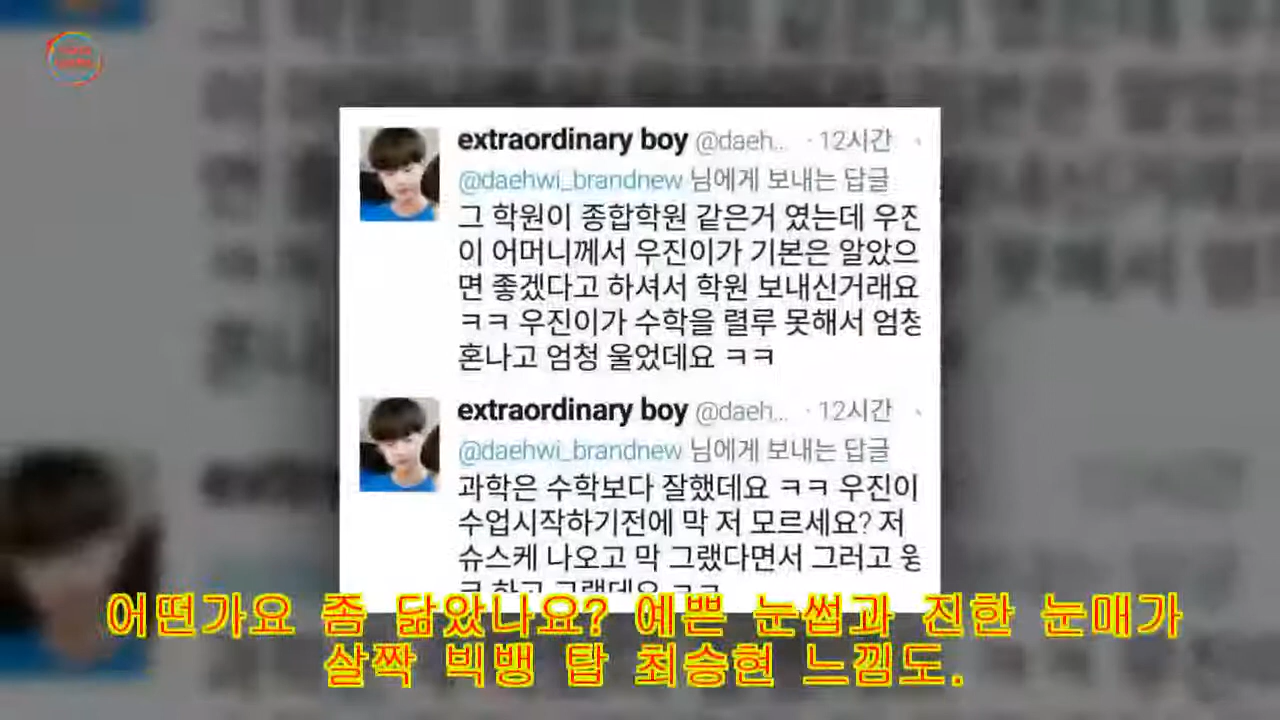 extraordinary boy @daeh... · 12시간
@daehwi_brandnew 님에게 보내는 답글
그 학원이 종합학원 같은거 였는데 우진
이 어머니께서 우진이가 기본은 알았으
면 좋겠다고 하셔서 학원 보내신거래요
ㅋㅋ 우진이가 수학을 렬루 못해서 엄청
혼나고 엄청 울었데요 ㅋㅋ
extraordinary boy @daeh... · 12시간
@daehwi_brandnew 님에게 보내는 답글
과학은 수학보다 잘했데요 ㅋㅋ 우진이
수업시작하기전에 막 저 모르세요? 저
슈스케 나오고 막 그랬다면서 그러고
하고 그랬데요 ㅋㅋ
어떤가요 좀 닮았나요? 예쁜 눈썹과 진한 눈매가
살짝 빅뱅 탑 최승현 느낌도.